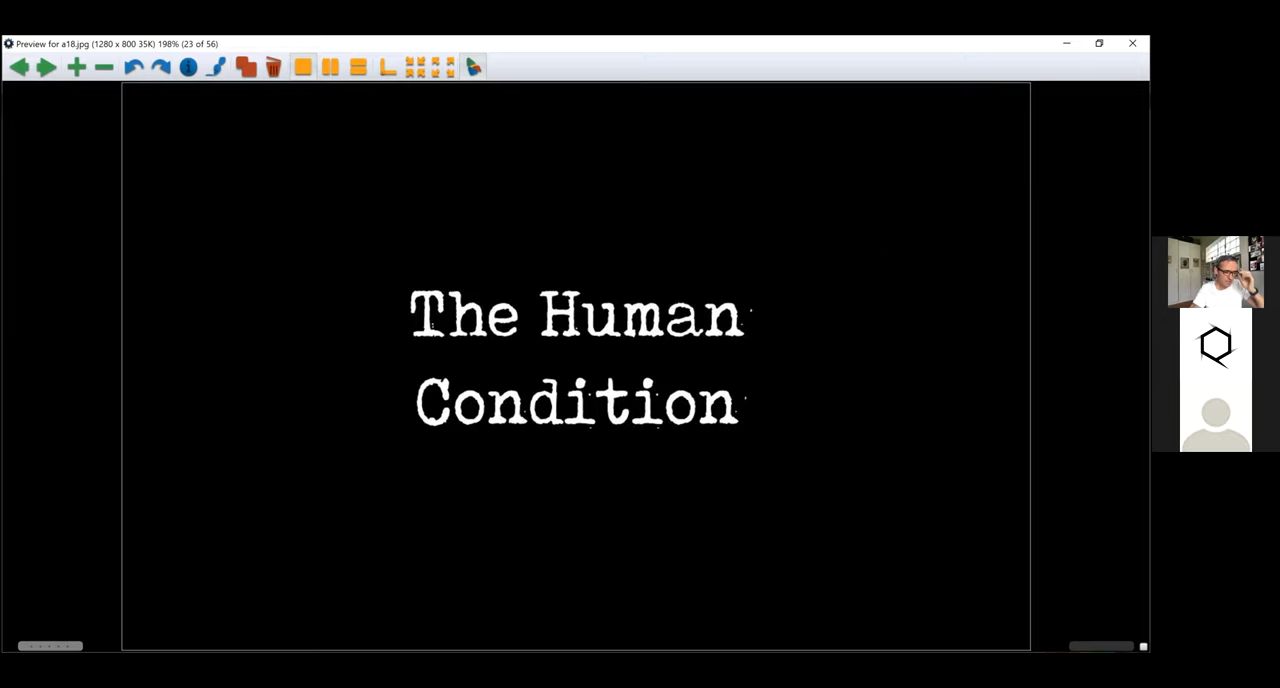 Preview for a18.jpg (1280 x 800 35K) 198% (23 of 56)
The Human
Condition